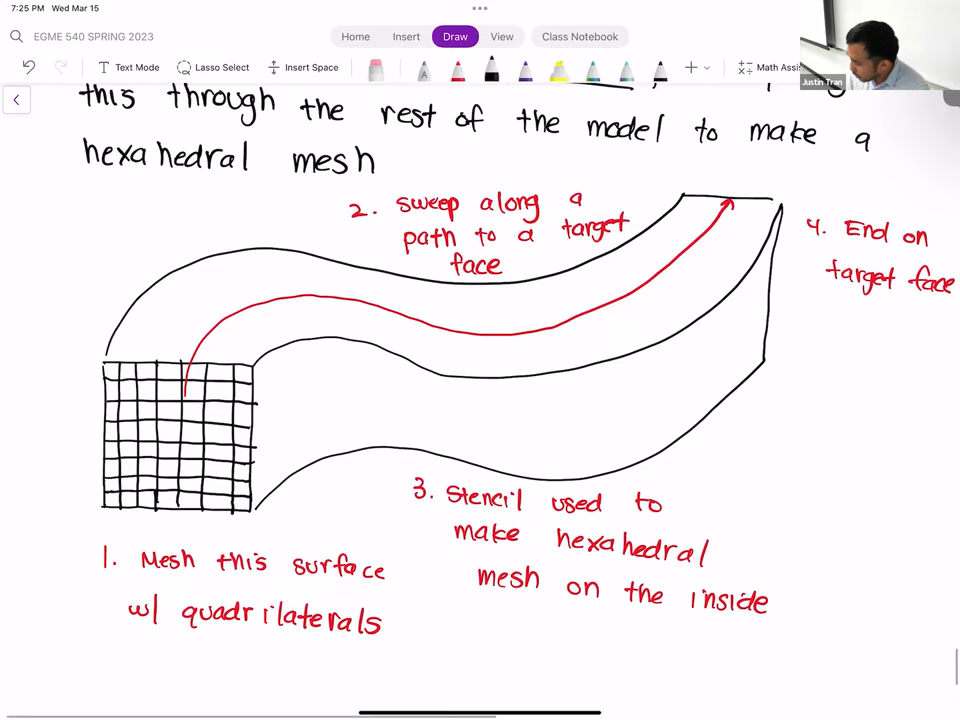 7:25 PM Wed Mar 15
EGME 540 SPRING 2023
Home Insert Draw View Class Notebook
Text Mode Lasso Select Insert Space
Justin Tran
this through the rest of the model to make a
hexahedral mesh
2. sweep along a
path to a target
face
4. End on
target face
3. Stencil used to
make hexahedral
mesh on the inside
1. Mesh this surface
w/ quadrilaterals